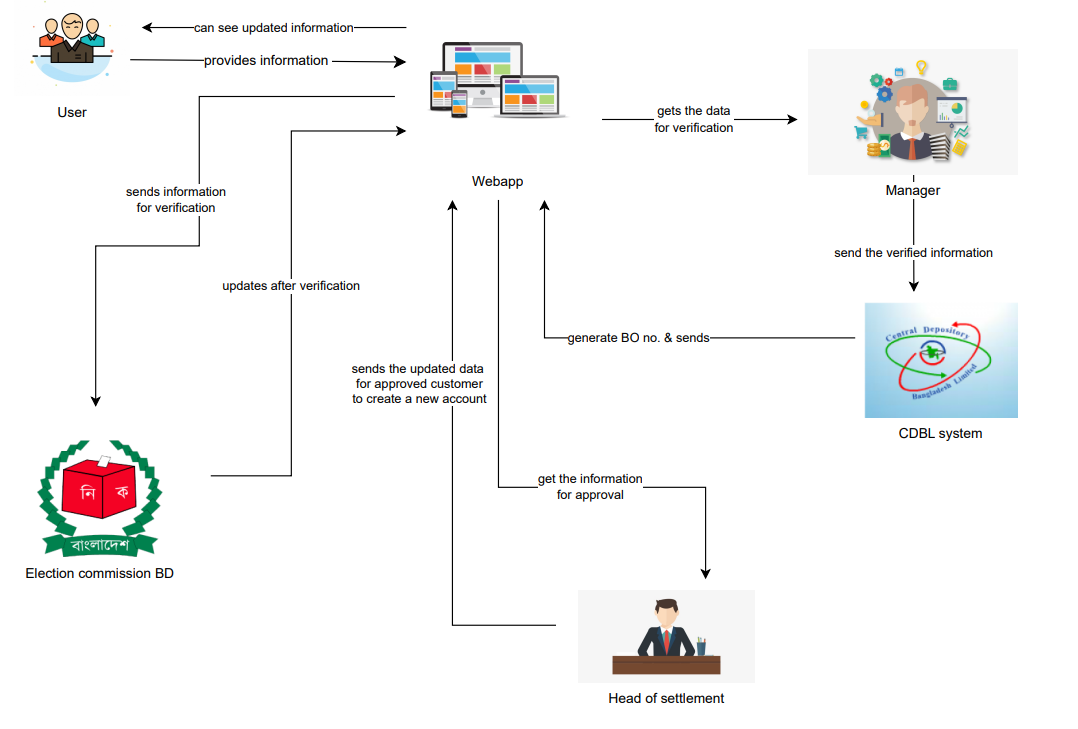 can see updated information
provides information
User
Webapp
gets the data
for verification
Manager
sends information
for verification
send the verified information
updates after verification
generate BO no. & sends
Central Depository
Bangladesh Limited
CDBL system
sends the updated data
for approved customer
to create a new account
get the information
for approval
নি ক
বাংলাদেশ
Election commission BD
Head of settlement